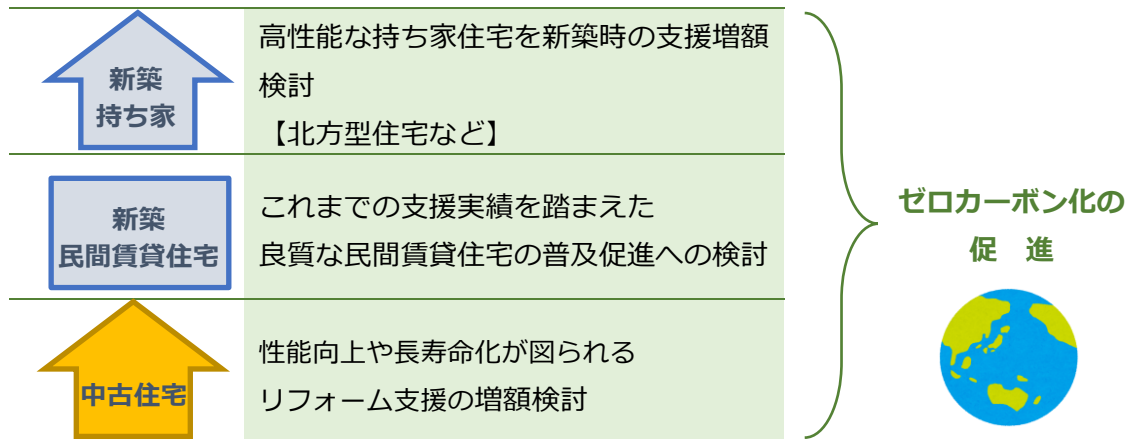 新築
持ち家
高性能な持ち家住宅を新築時の支援増額
検討
【北方型住宅など】
新築
民間賃貸住宅
これまでの支援実績を踏まえた
良質な民間賃貸住宅の普及促進への検討
中古住宅
性能向上や長寿命化が図られる
リフォーム支援の増額検討
ゼロカーボン化の
促　進